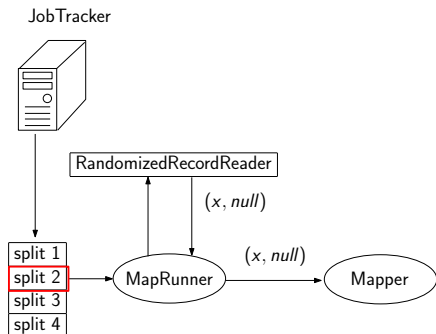 JobTracker
RandomizedRecordReader
(x, null)
(x, null)
split 1
split 2
split 3
split 4
MapRunner
Mapper